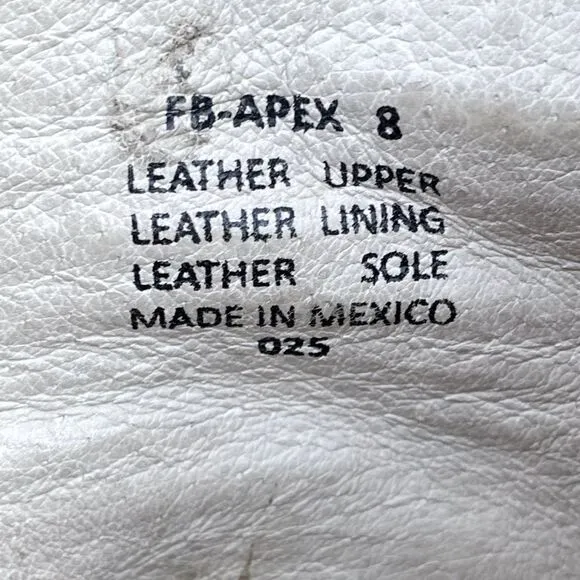 FB-APEX 8
LEATHER UPPER
LEATHER LINING
LEATHER SOLE
MADE IN MEXICO
025